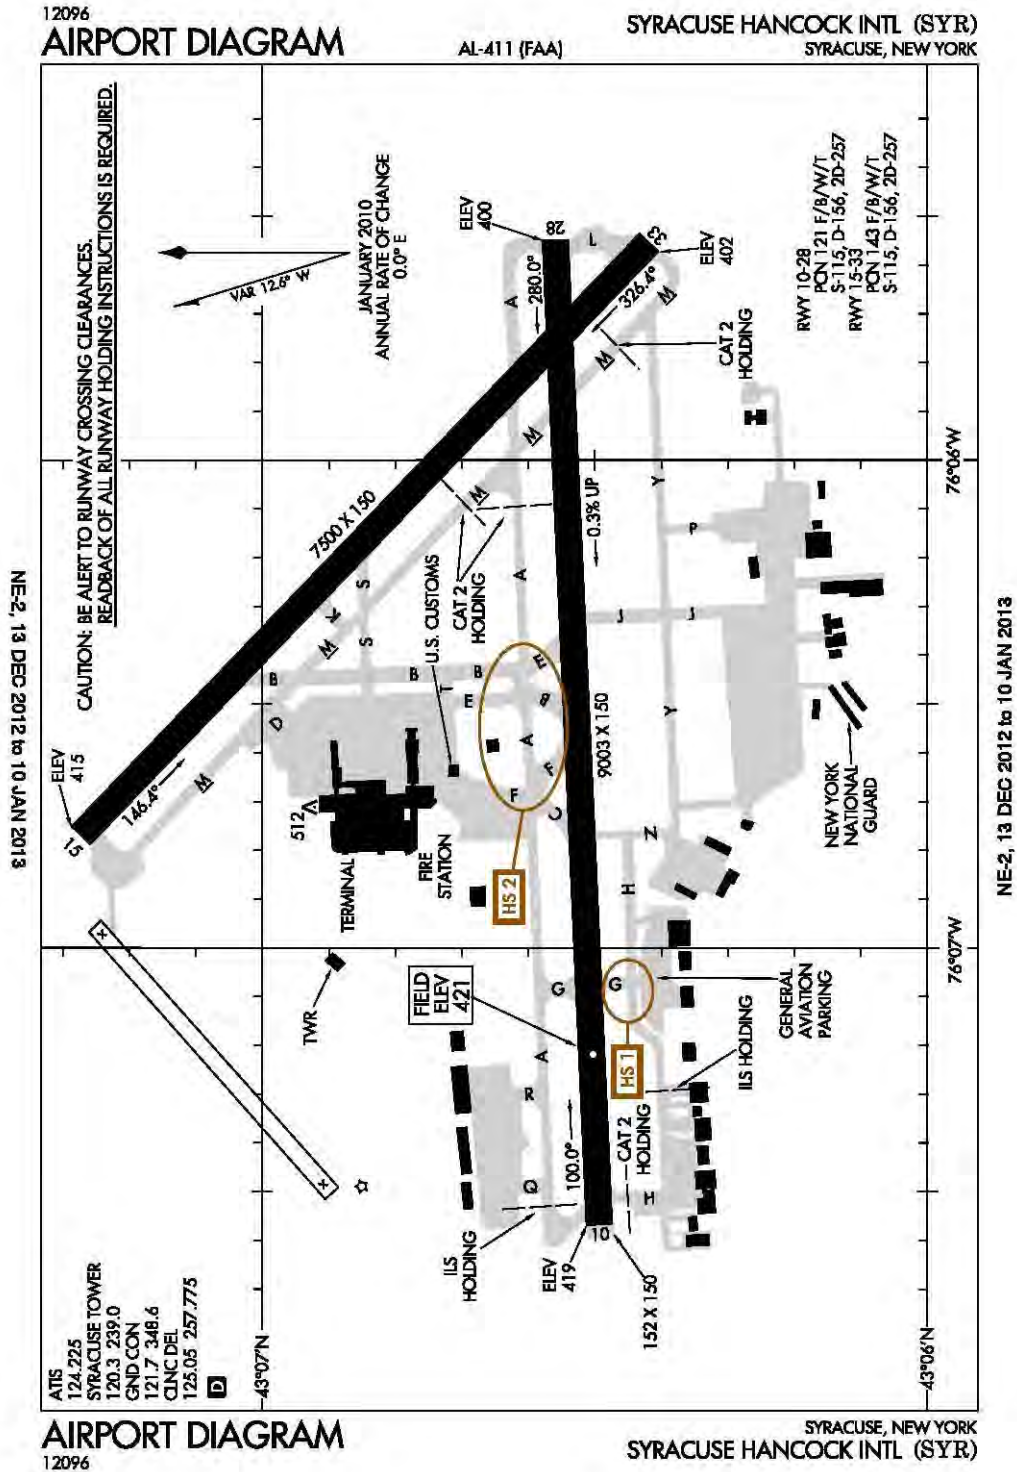 12096
AIRPORT DIAGRAM
AL-411 (FAA)
SYRACUSE HANCOCK INTL (SYR)
SYRACUSE, NEW YORK
CAUTION: BE ALERT TO RUNWAY CROSSING CLEARANCES.
READBACK OF ALL RUNWAY HOLDING INSTRUCTIONS IS REQUIRED.
VAR 12.6° W
JANUARY 2010
ANNUAL RATE OF CHANGE
0.0° E
ELEV
400
28
L
33
ELEV
402
A
280.0°
326.4°
M
M
CAT 2
HOLDING
RWY 10-28
PCN 121 F/B/W/T
S-115, D-156, 2D-257
RWY 15-33
PCN 143 F/B/W/T
S-115, D-156, 2D-257
M
76°06'W
7500 X 150
M
0.3% UP
Y
P
CAT 2
HOLDING
A
S
K
S
M
U.S. CUSTOMS
J
J
B
B
B
E
T
E
B
D
A
F
F
9003 X 150
Y
ELEV
415
146.4°
M
15
512
C
Z
TERMINAL
FIRE
STATION
HS 2
H
NEW YORK
NATIONAL
GUARD
76°07'W
TWR
FIELD
ELEV
421
G
G
GENERAL
AVIATION
PARKING
HS 1
ILS HOLDING
A
R
100.0°
CAT 2
HOLDING
Q
H
ILS
HOLDING
ELEV
419
10
152 X 150
ATIS
124.225
SYRACUSE TOWER
120.3 239.0
GND CON
121.7 348.6
CLNC DEL
125.05 257.775
D
43°07'N
43°06'N
NE-2, 13 DEC 2012 to 10 JAN 2013
NE-2, 13 DEC 2012 to 10 JAN 2013
AIRPORT DIAGRAM
12096
SYRACUSE, NEW YORK
SYRACUSE HANCOCK INTL (SYR)